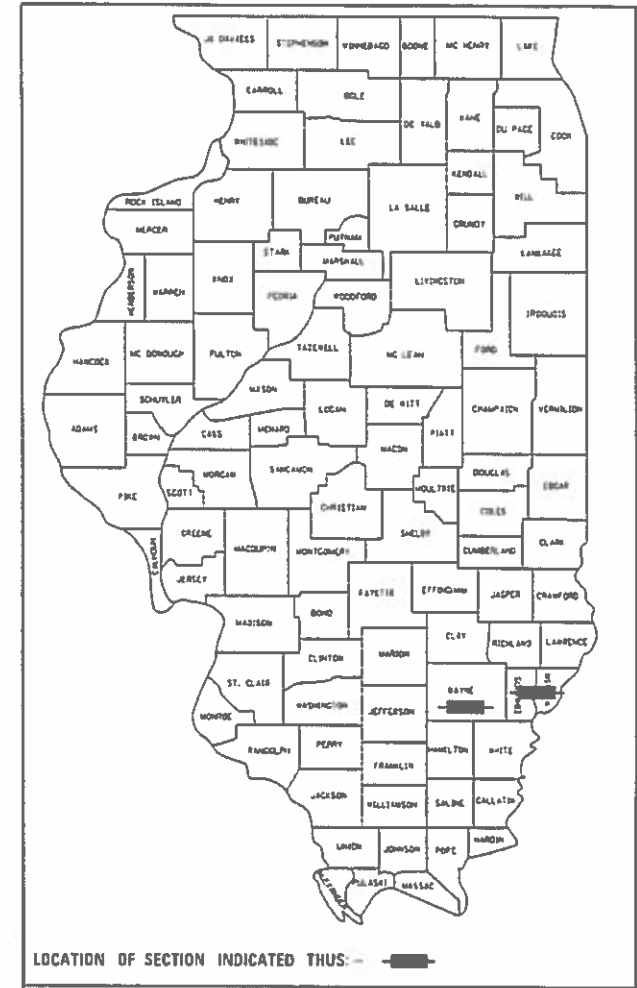 JO DAVIESS STEPHENSON WINNEBAGO BOONE MC HENRY LAKE
CARROLL OGLE DE KALB KANE DU PAGE COOK
WHITESIDE LEE KENDALL WILL
ROCK ISLAND HENRY BUREAU LA SALLE GRUNDY
MERCER PUTNAM KANKAKEE
STARK MARSHALL
HENDERSON WARREN KNOX PEORIA WOODFORD LIVINGSTON IROQUOIS
HANCOCK MC DONOUGH FULTON TAZEWELL MC LEAN FORD
SCHUYLER MASON LOGAN DE WITT CHAMPAIGN VERMILION
ADAMS BROWN CASS MENARD MACON PIATT
MORGAN SANGAMON DOUGLAS EDGAR
PIKE SCOTT CHRISTIAN MOULTRIE COLES
GREENE MACOUPIN MONTGOMERY SHELBY CUMBERLAND CLARK
CALHOUN JERSEY
FAYETTE EFFINGHAM JASPER CRAWFORD
MADISON BOND
CLAY RICHLAND LAWRENCE
CLINTON MARION
ST. CLAIR WAYNE
WASHINGTON JEFFERSON
MONROE
RANDOLPH PERRY HAMILTON WHITE
FRANKLIN
JACKSON WILLIAMSON SALINE GALLATIN
UNION JOHNSON POPE HARDIN
PULASKI MASSAC
LOCATION OF SECTION INDICATED THUS: -